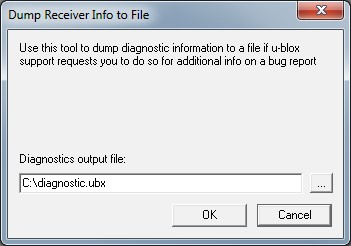 Dump Receiver Info to File
Use this tool to dump diagnostic information to a file if u-blox
support requests you to do so for additional info on a bug report
Diagnostics output file:
C:\diagnostic.ubx
...
OK
Cancel